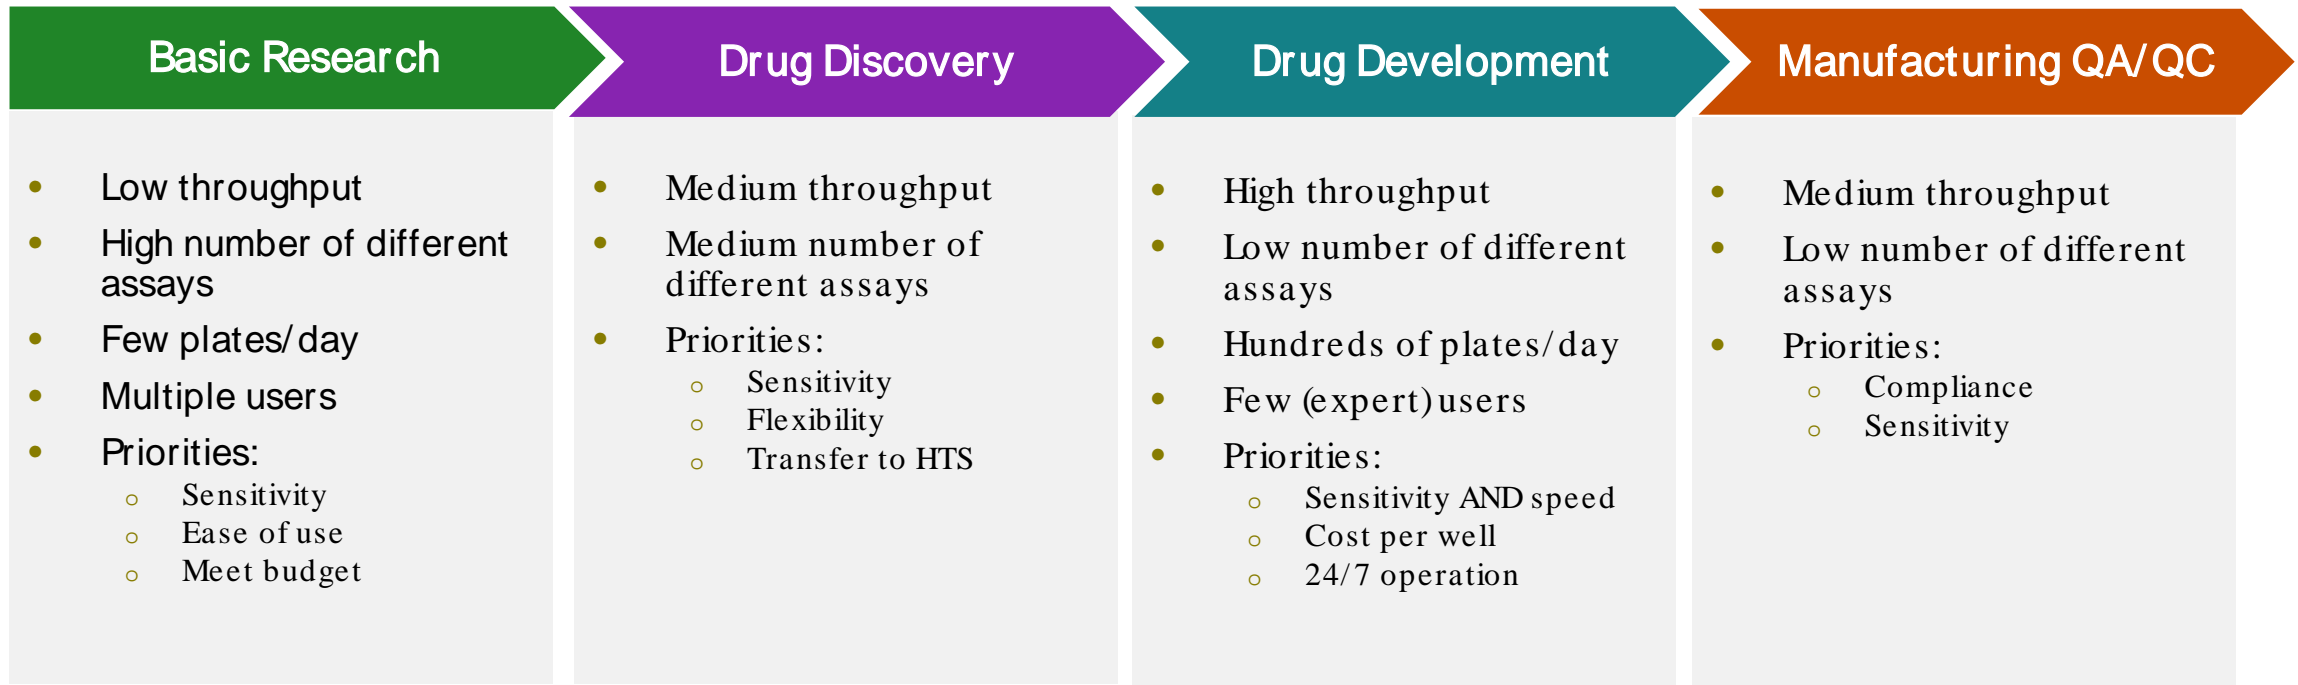 Basic Research
Low throughput
High number of different
assays
Few plates/day
Multiple users
Priorities:
Sensitivity
Ease of use
Meet budget
Drug Discovery
Medium throughput
Medium number of
different assays
Priorities:
Sensitivity
Flexibility
Transfer to HTS
Drug Development
High throughput
Low number of different
assays
Hundreds of plates/day
Few (expert) users
Priorities:
Sensitivity AND speed
Cost per well
24/7 operation
Manufacturing QA/QC
Medium throughput
Low number of different
assays
Priorities:
Compliance
Sensitivity